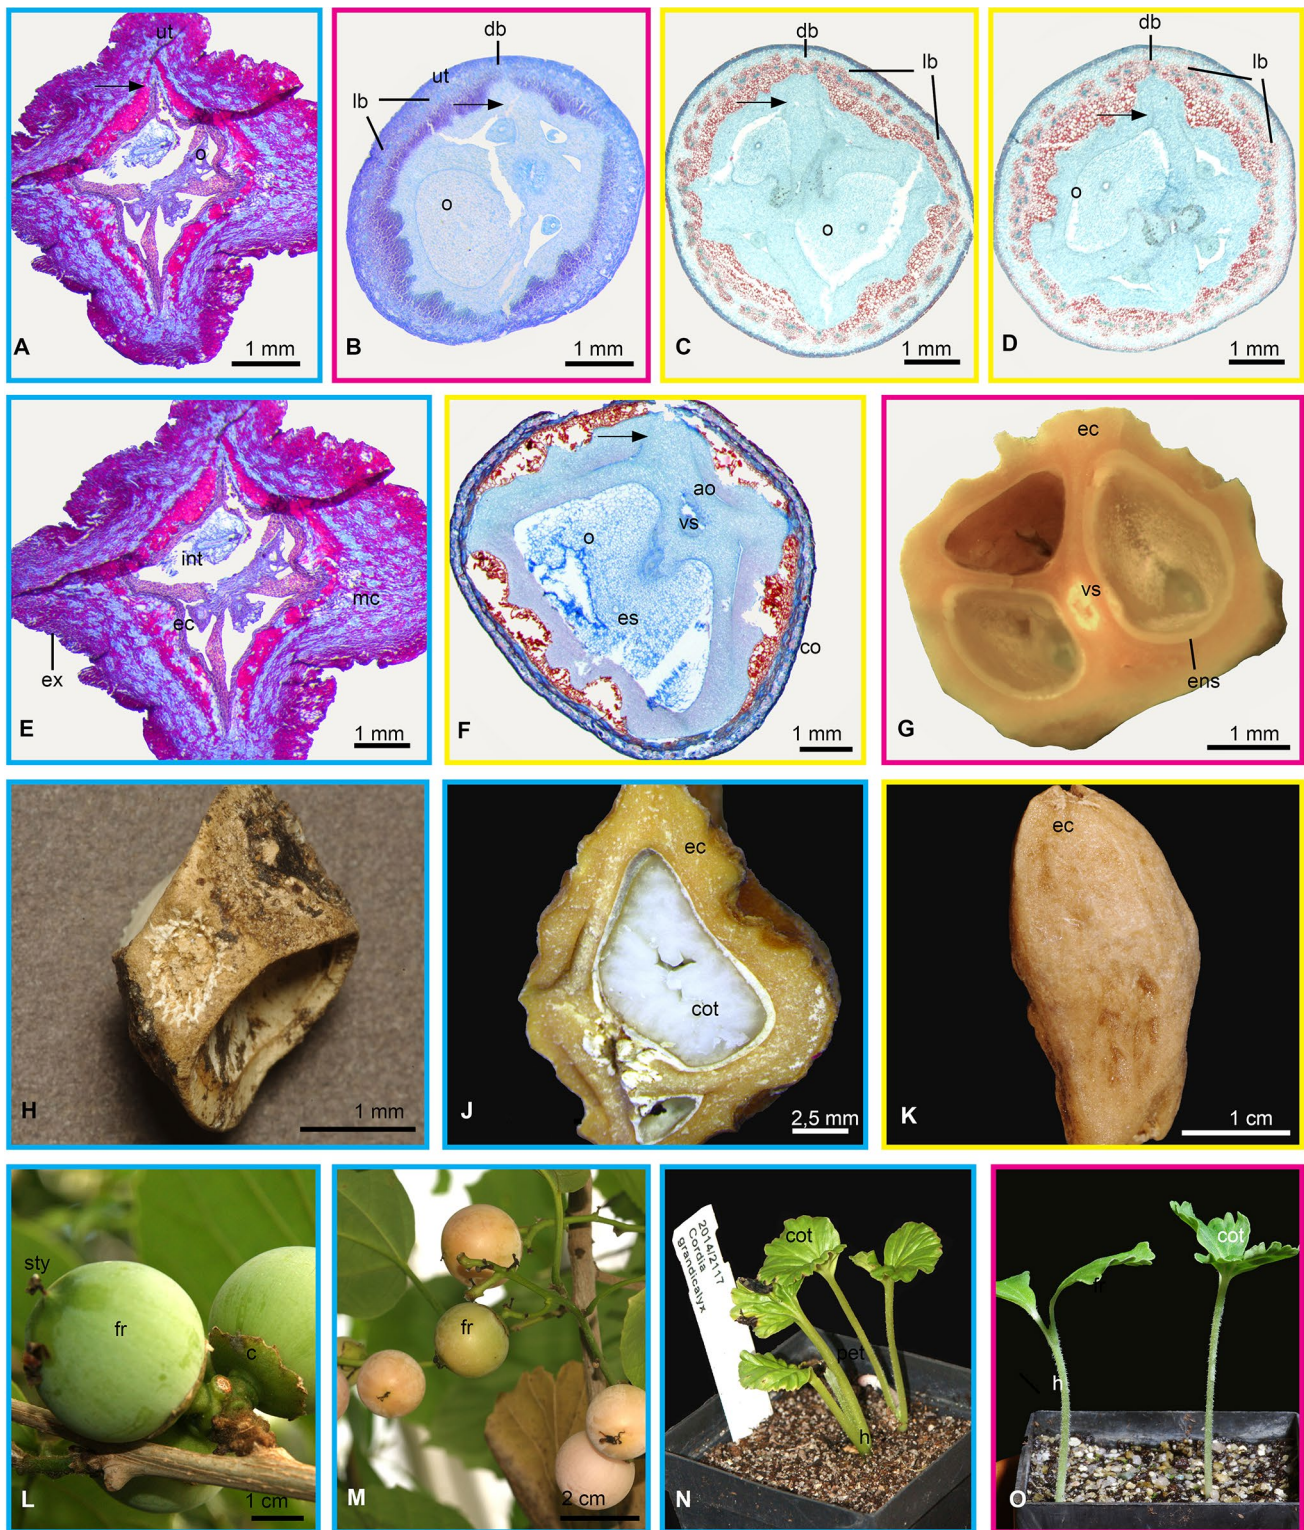 ut
o
A
1 mm
db
ut
lb
o
B
1 mm
db
lb
o
C
1 mm
db
lb
o
D
1 mm
int
mc
ec
ex
E
1 mm
ao
vs
o
es
co
F
1 mm
ec
vs
ens
G
1 mm
H
1 mm
ec
cot
J
2,5 mm
ec
K
1 cm
sty
fr
c
L
1 cm
fr
M
2 cm
2014/2117
Cordia
grandicalyx
cot
pet
h
N
cot
h
O